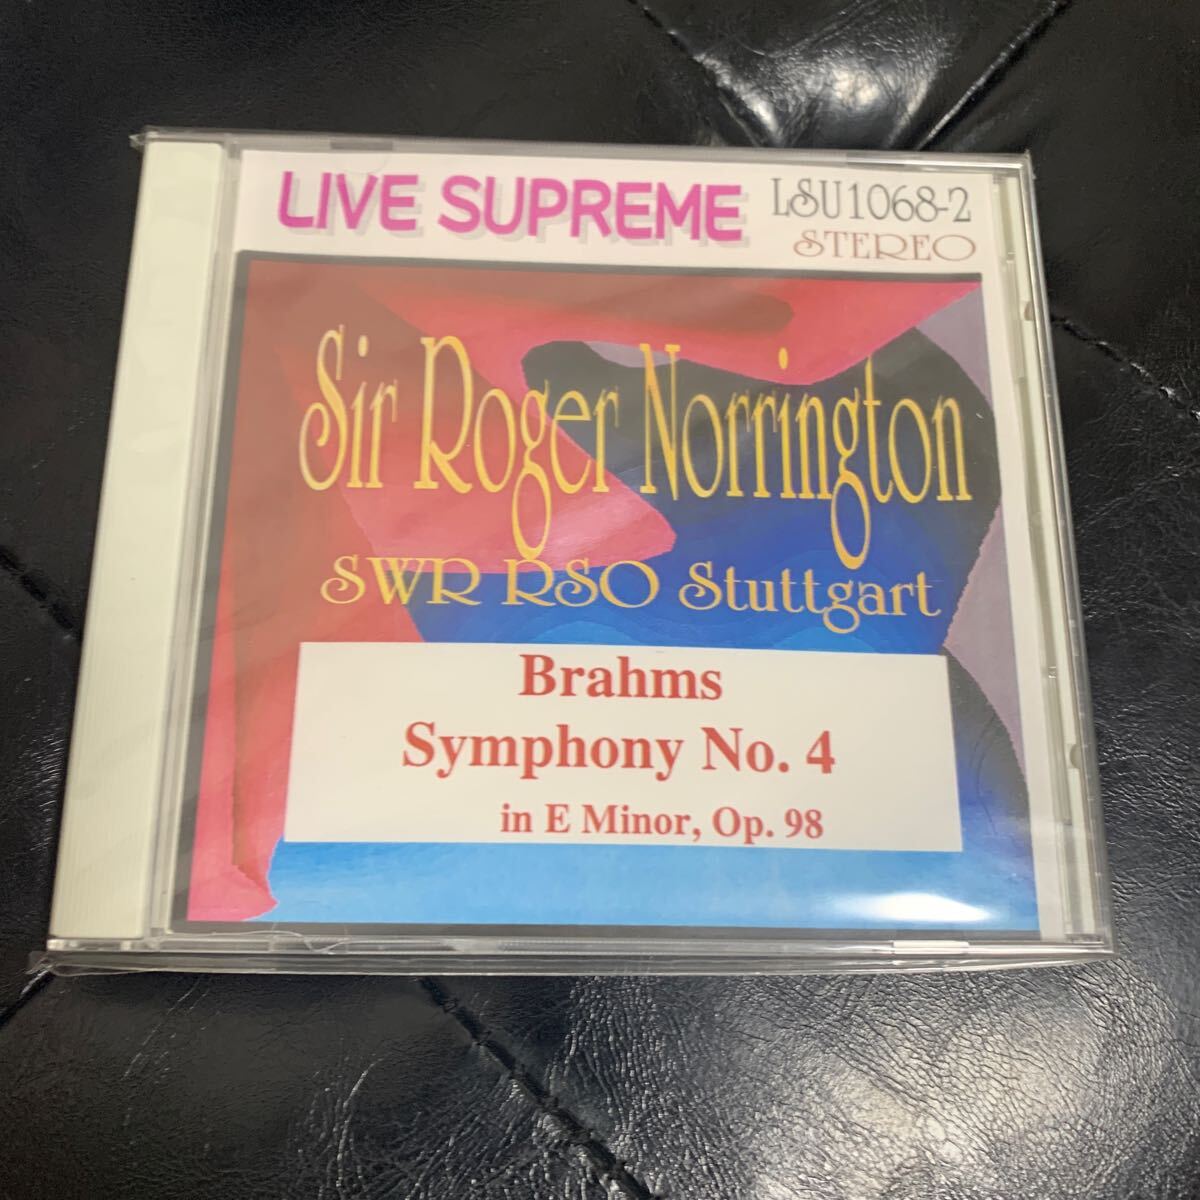 LIVE SUPREME
LSU1068-2
STEREO
Sir Roger Norrington
SWR RSO Stuttgart
Brahms
Symphony No. 4
in E Minor, Op. 98